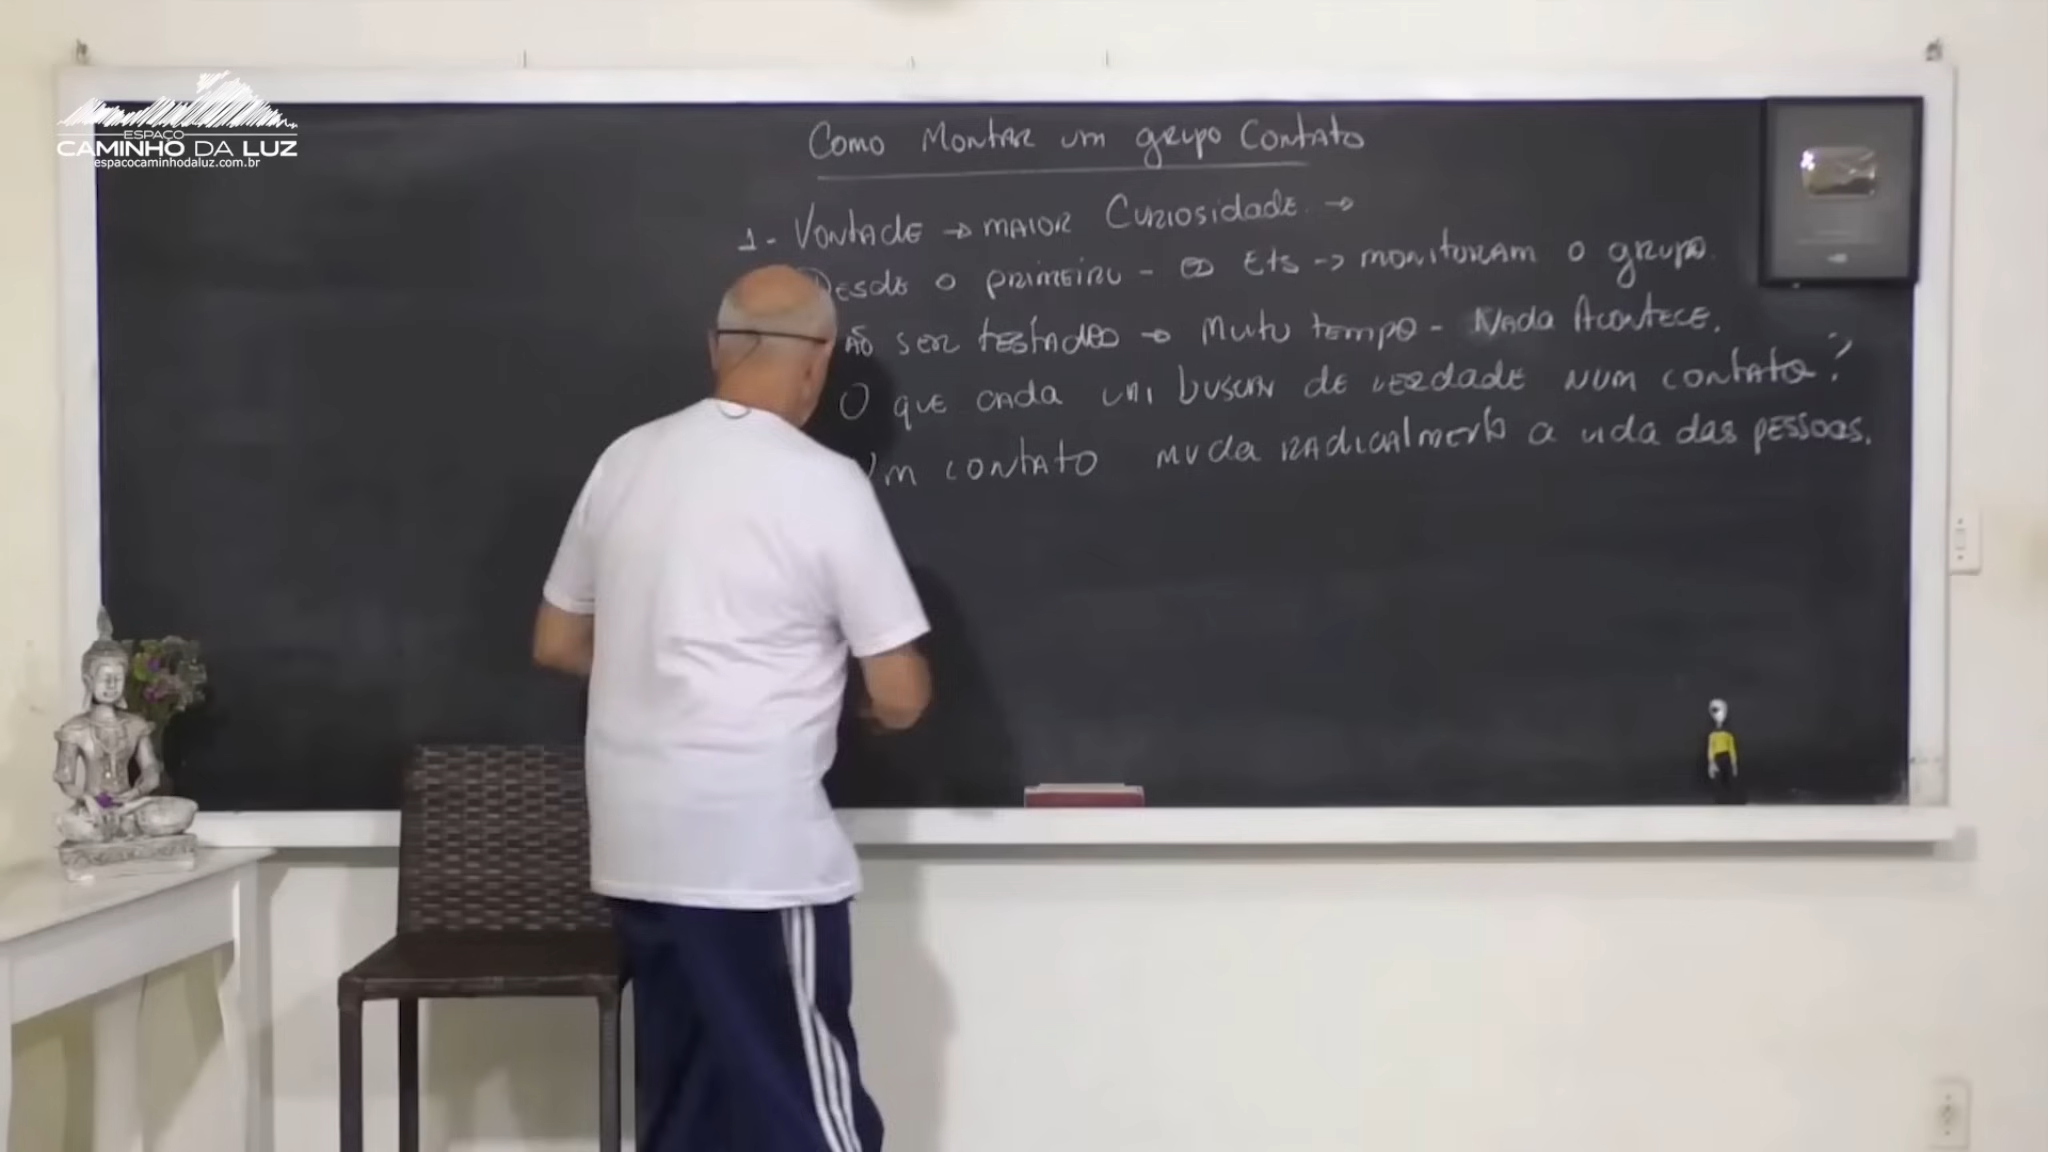 ESPAÇO
CAMINHO DA LUZ
espacocaminhodaluz.com.br
Como Montar um grupo Contato
1- Vontade → maior Curiosidade →
Desde o primeiro - os Ets → monitoram o grupo.
ão ser testados → Muito tempo - Nada Acontece.
O que cada um busca de verdade num contato?
Um contato muda radicalmente a vida das pessoas.